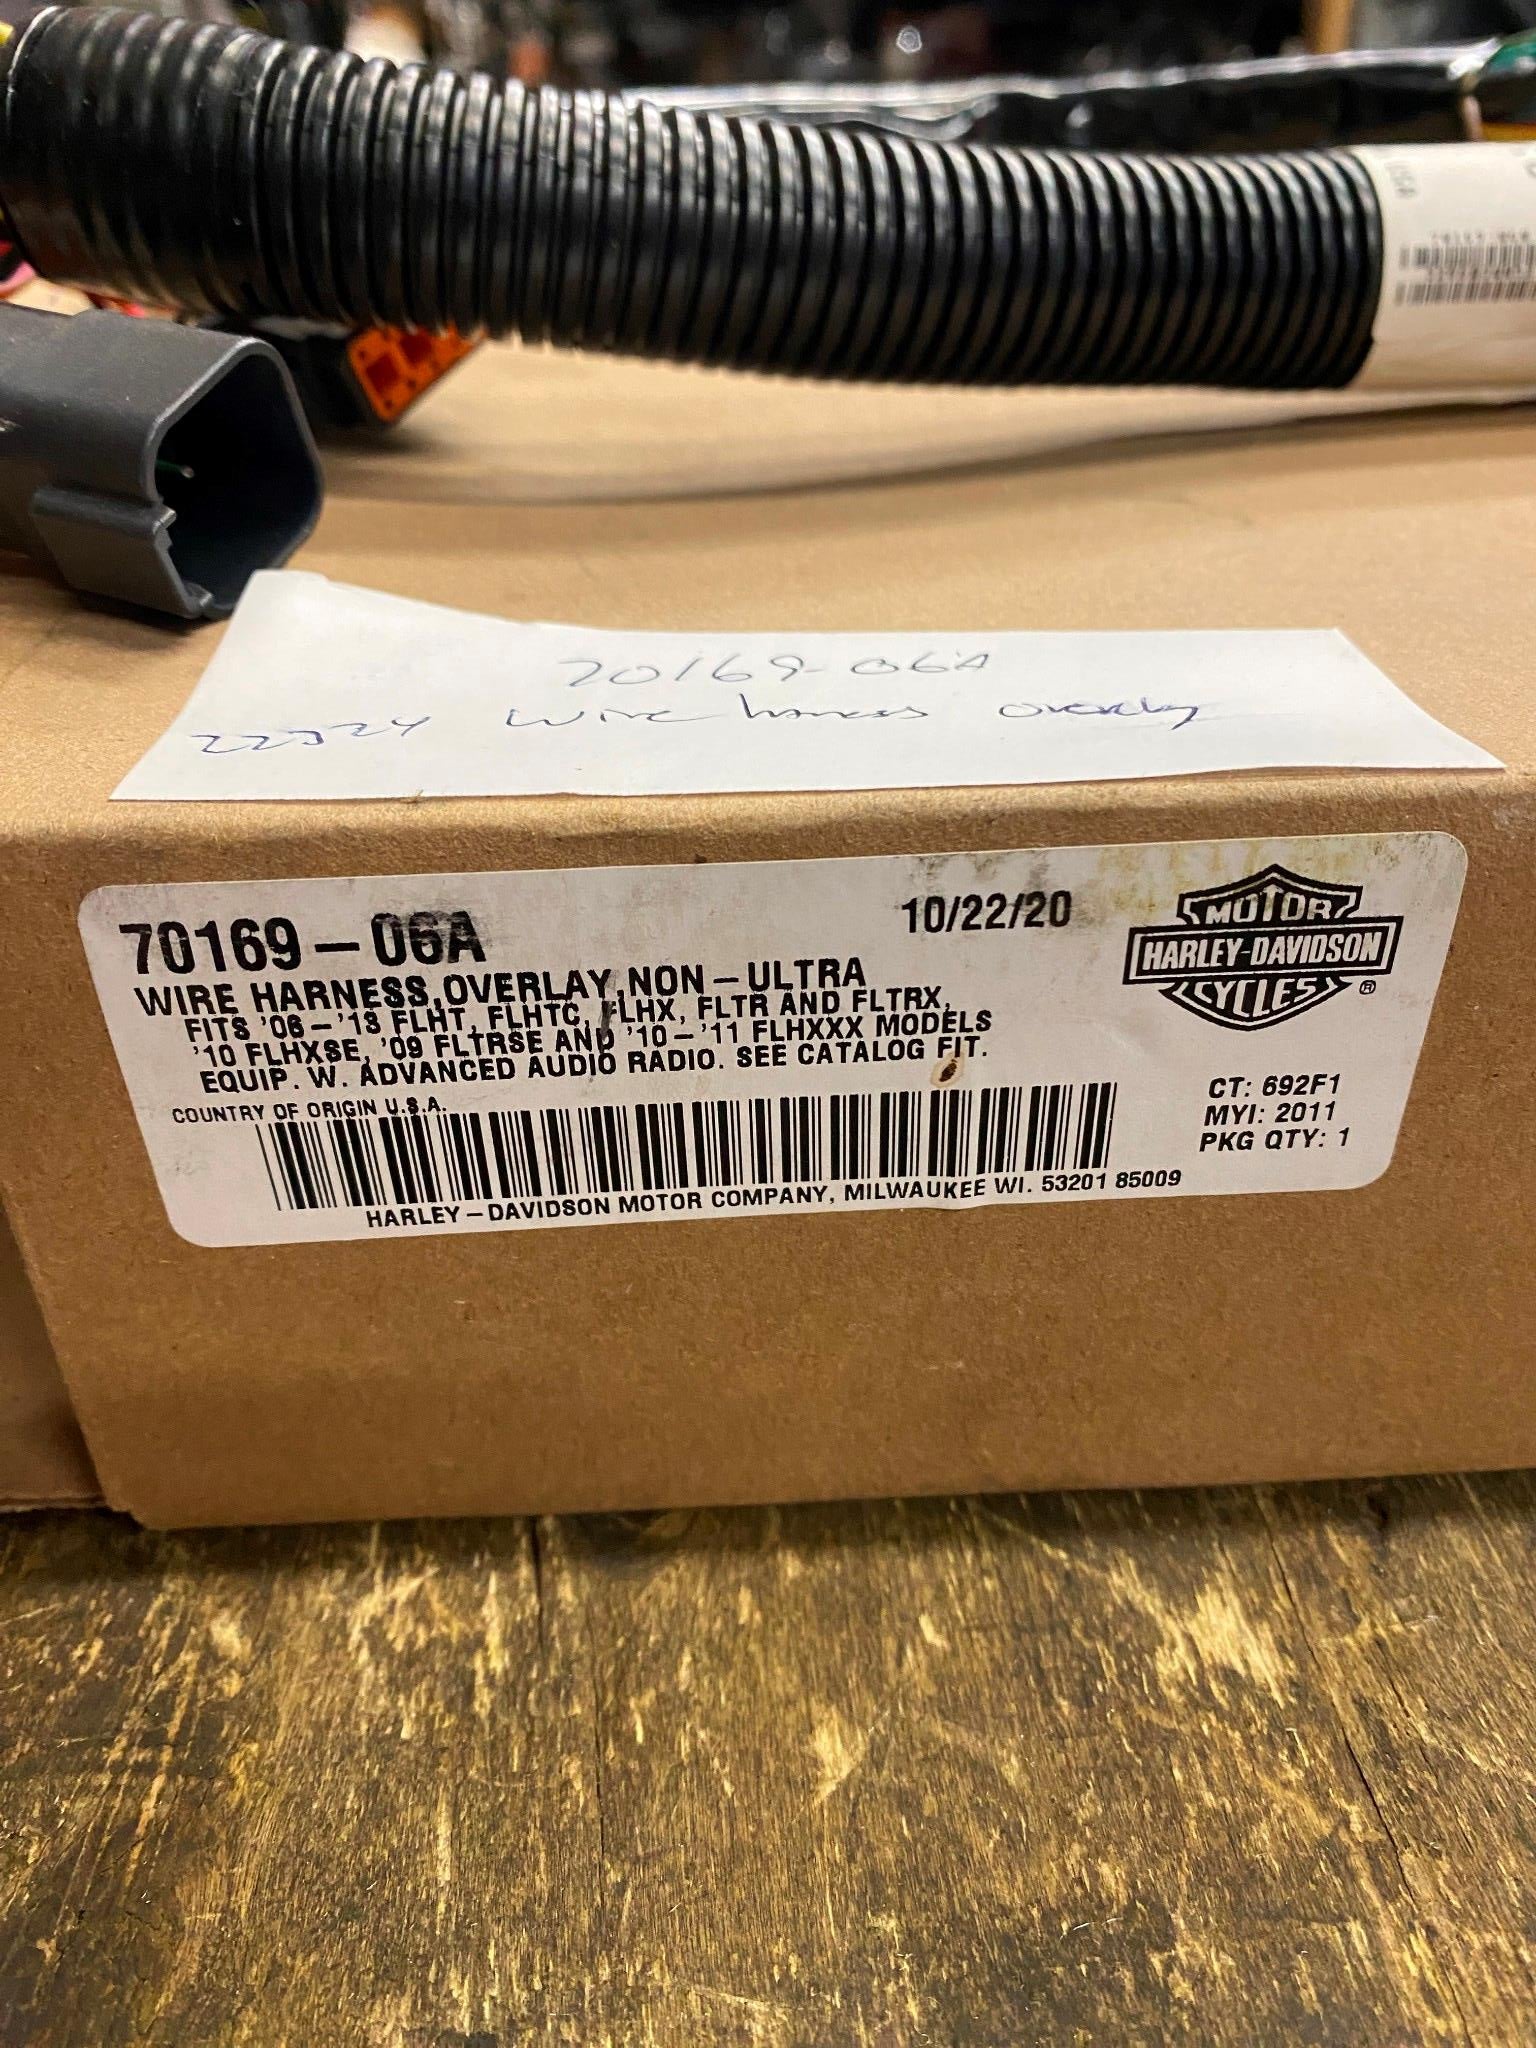 USA
70169-06A
22524 wire harness overlay
70169-06A
10/22/20
MOTOR
HARLEY-DAVIDSON
CYCLES
®
WIRE HARNESS,OVERLAY,NON-ULTRA
FITS '06-'13 FLHT, FLHTC, FLHX, FLTR AND FLTRX,
'10 FLHXSE, '09 FLTRSE AND '10-'11 FLHXXX MODELS
EQUIP. W. ADVANCED AUDIO RADIO. SEE CATALOG FIT.
COUNTRY OF ORIGIN U.S.A.
CT: 692F1
MYI: 2011
PKG QTY: 1
HARLEY-DAVIDSON MOTOR COMPANY, MILWAUKEE WI. 53201 85009